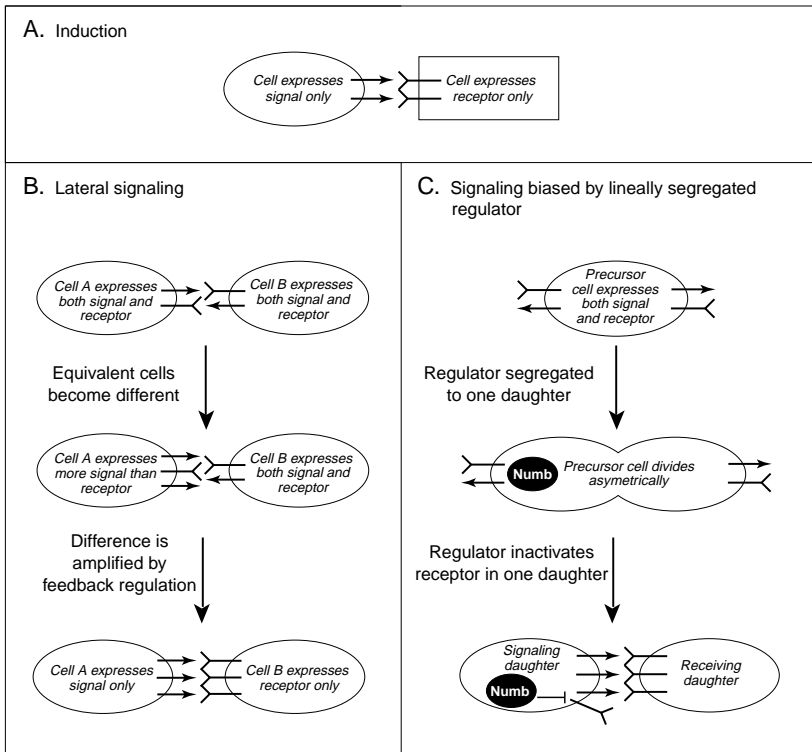 A. Induction
Cell expresses
signal only
Cell expresses
receptor only
B. Lateral signaling
Cell A expresses
both signal and
receptor
Cell B expresses
both signal and
receptor
Equivalent cells
become different
Cell A expresses
more signal than
receptor
Cell B expresses
both signal and
receptor
Difference is
amplified by
feedback regulation
Cell A expresses
signal only
Cell B expresses
receptor only
C. Signaling biased by lineally segregated
regulator
Precursor
cell expresses
both signal
and receptor
Regulator segregated
to one daughter
Numb
Precursor cell divides
asymetrically
Regulator inactivates
receptor in one daughter
Signaling
daughter
Numb
Receiving
daughter